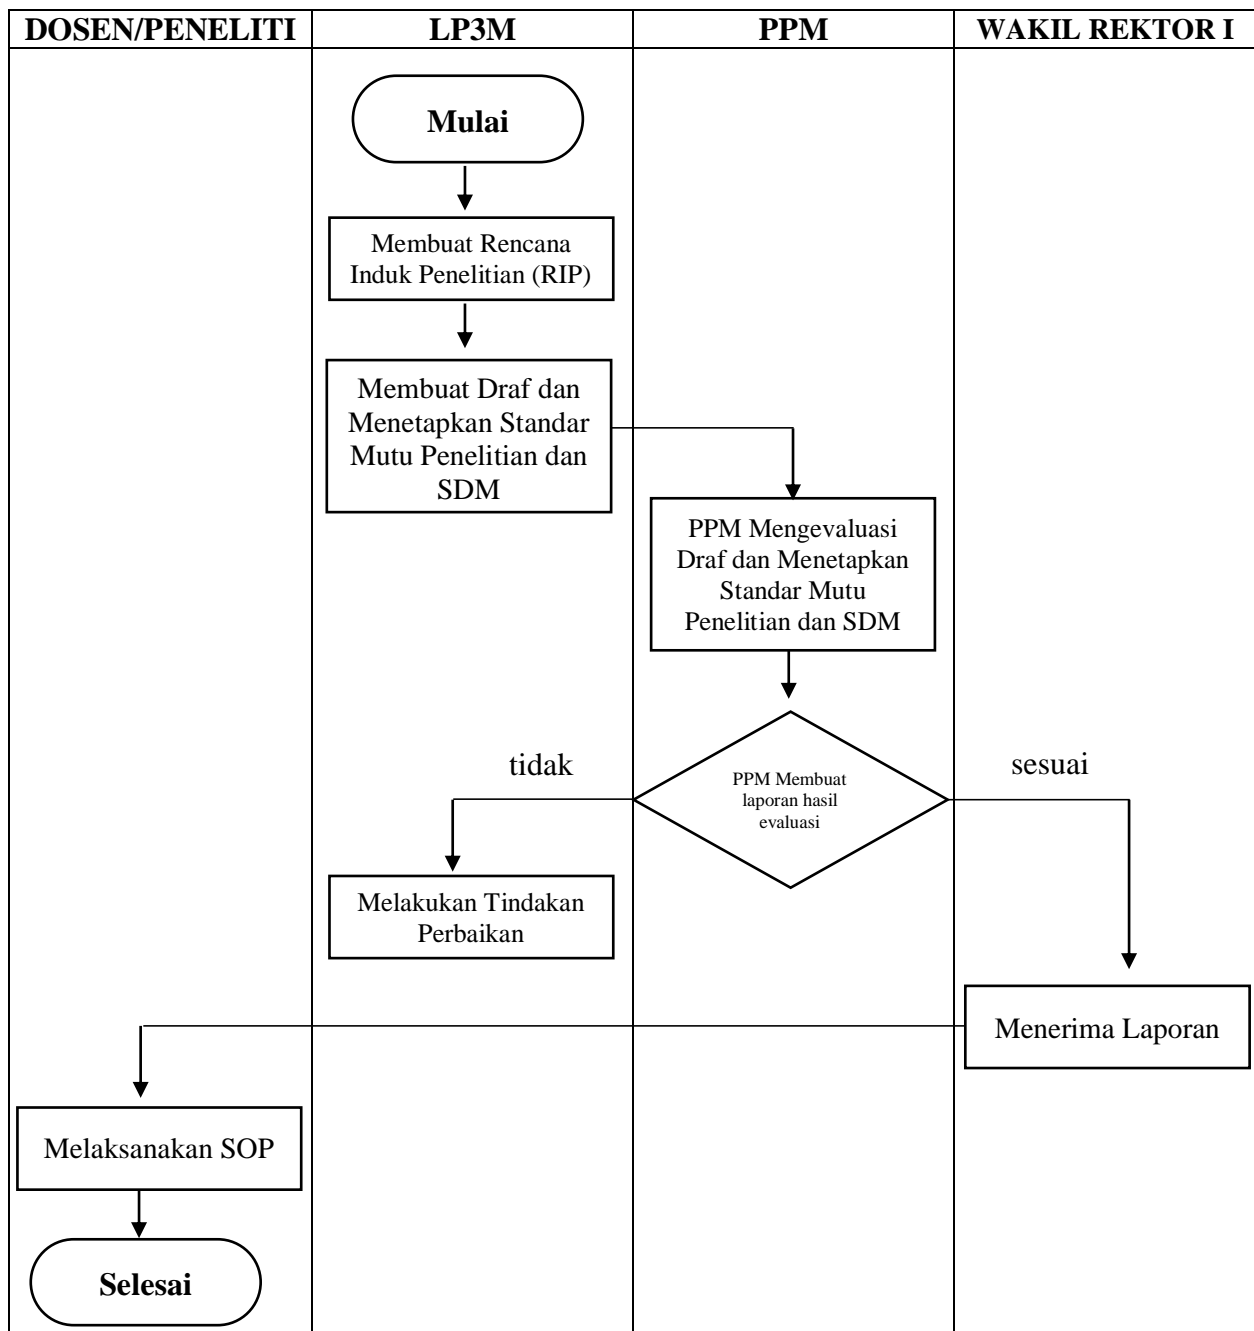 DOSEN/PENELITI
LP3M
PPM
WAKIL REKTOR I
Mulai
Membuat Rencana
Induk Penelitian (RIP)
Membuat Draf dan
Menetapkan Standar
Mutu Penelitian dan
SDM
PPM Mengevaluasi
Draf dan Menetapkan
Standar Mutu
Penelitian dan SDM
tidak
PPM Membuat
laporan hasil
evaluasi
sesuai
Melakukan Tindakan
Perbaikan
Menerima Laporan
Melaksanakan SOP
Selesai